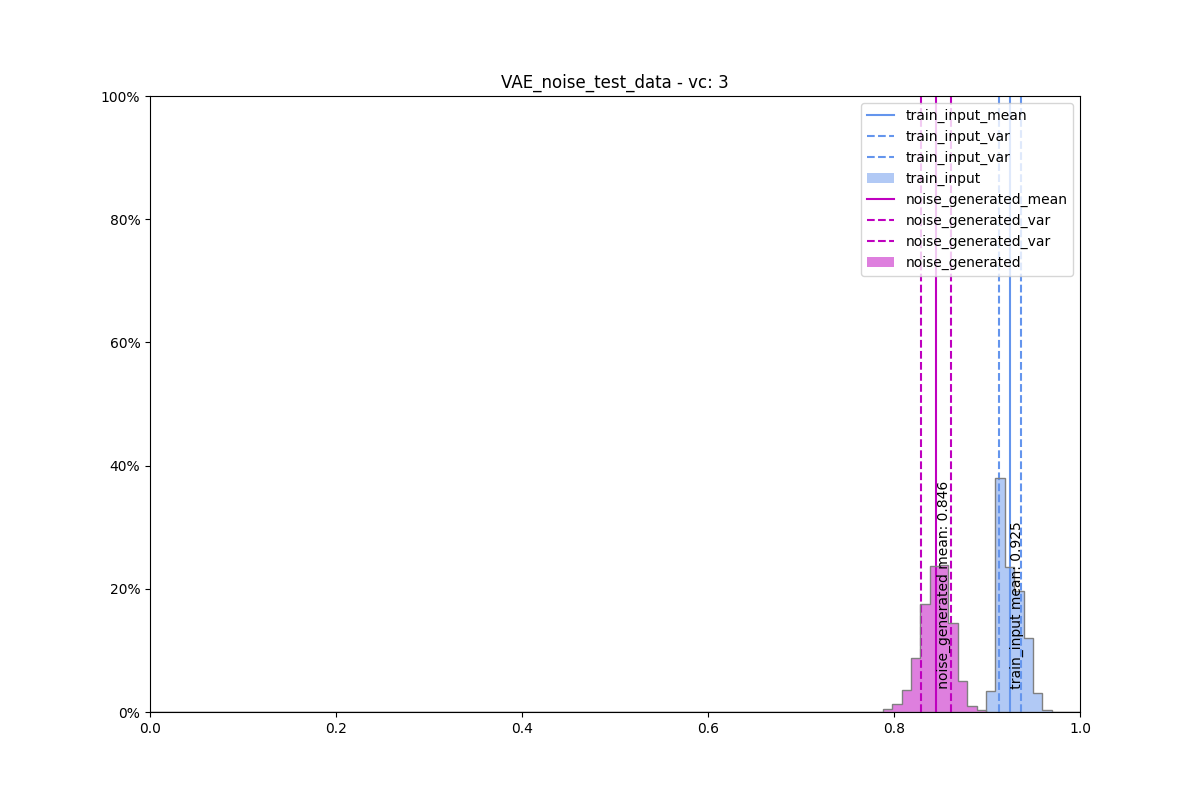 VAE_noise_test_data - vc: 3
100%
80%
60%
40%
20%
0%
train_input_mean
train_input_var
train_input_var
train_input
noise_generated_mean
noise_generated_var
noise_generated_var
noise_generated
noise_generated mean: 0.846
train_input mean: 0.925
0.0
0.2
0.4
0.6
0.8
1.0